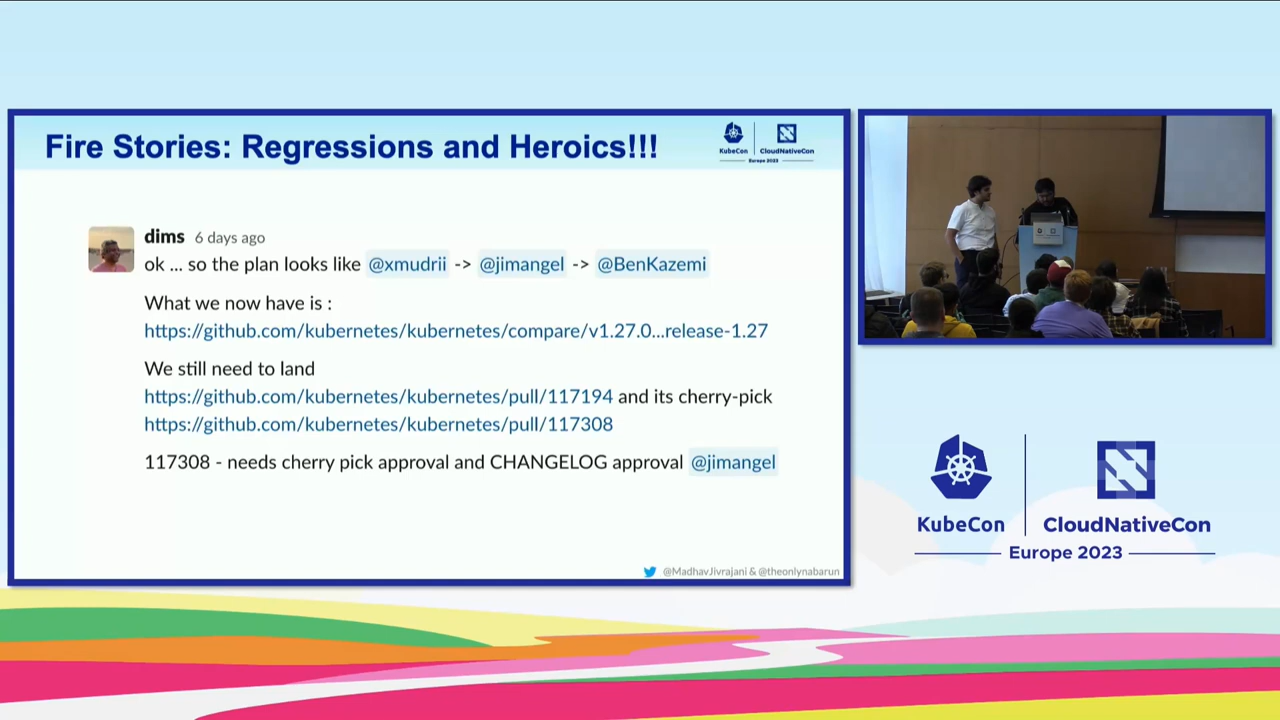 Fire Stories: Regressions and Heroics!!!
KubeCon
CloudNativeCon
Europe 2023
dims 6 days ago
ok ... so the plan looks like @xmudrii -> @jimangel -> @BenKazemi
What we now have is :
https://github.com/kubernetes/kubernetes/compare/v1.27.0...release-1.27
We still need to land
https://github.com/kubernetes/kubernetes/pull/117194 and its cherry-pick
https://github.com/kubernetes/kubernetes/pull/117308
117308 - needs cherry pick approval and CHANGELOG approval @jimangel
@MadhavJivrajani & @theonlynabarun
KubeCon
CloudNativeCon
Europe 2023